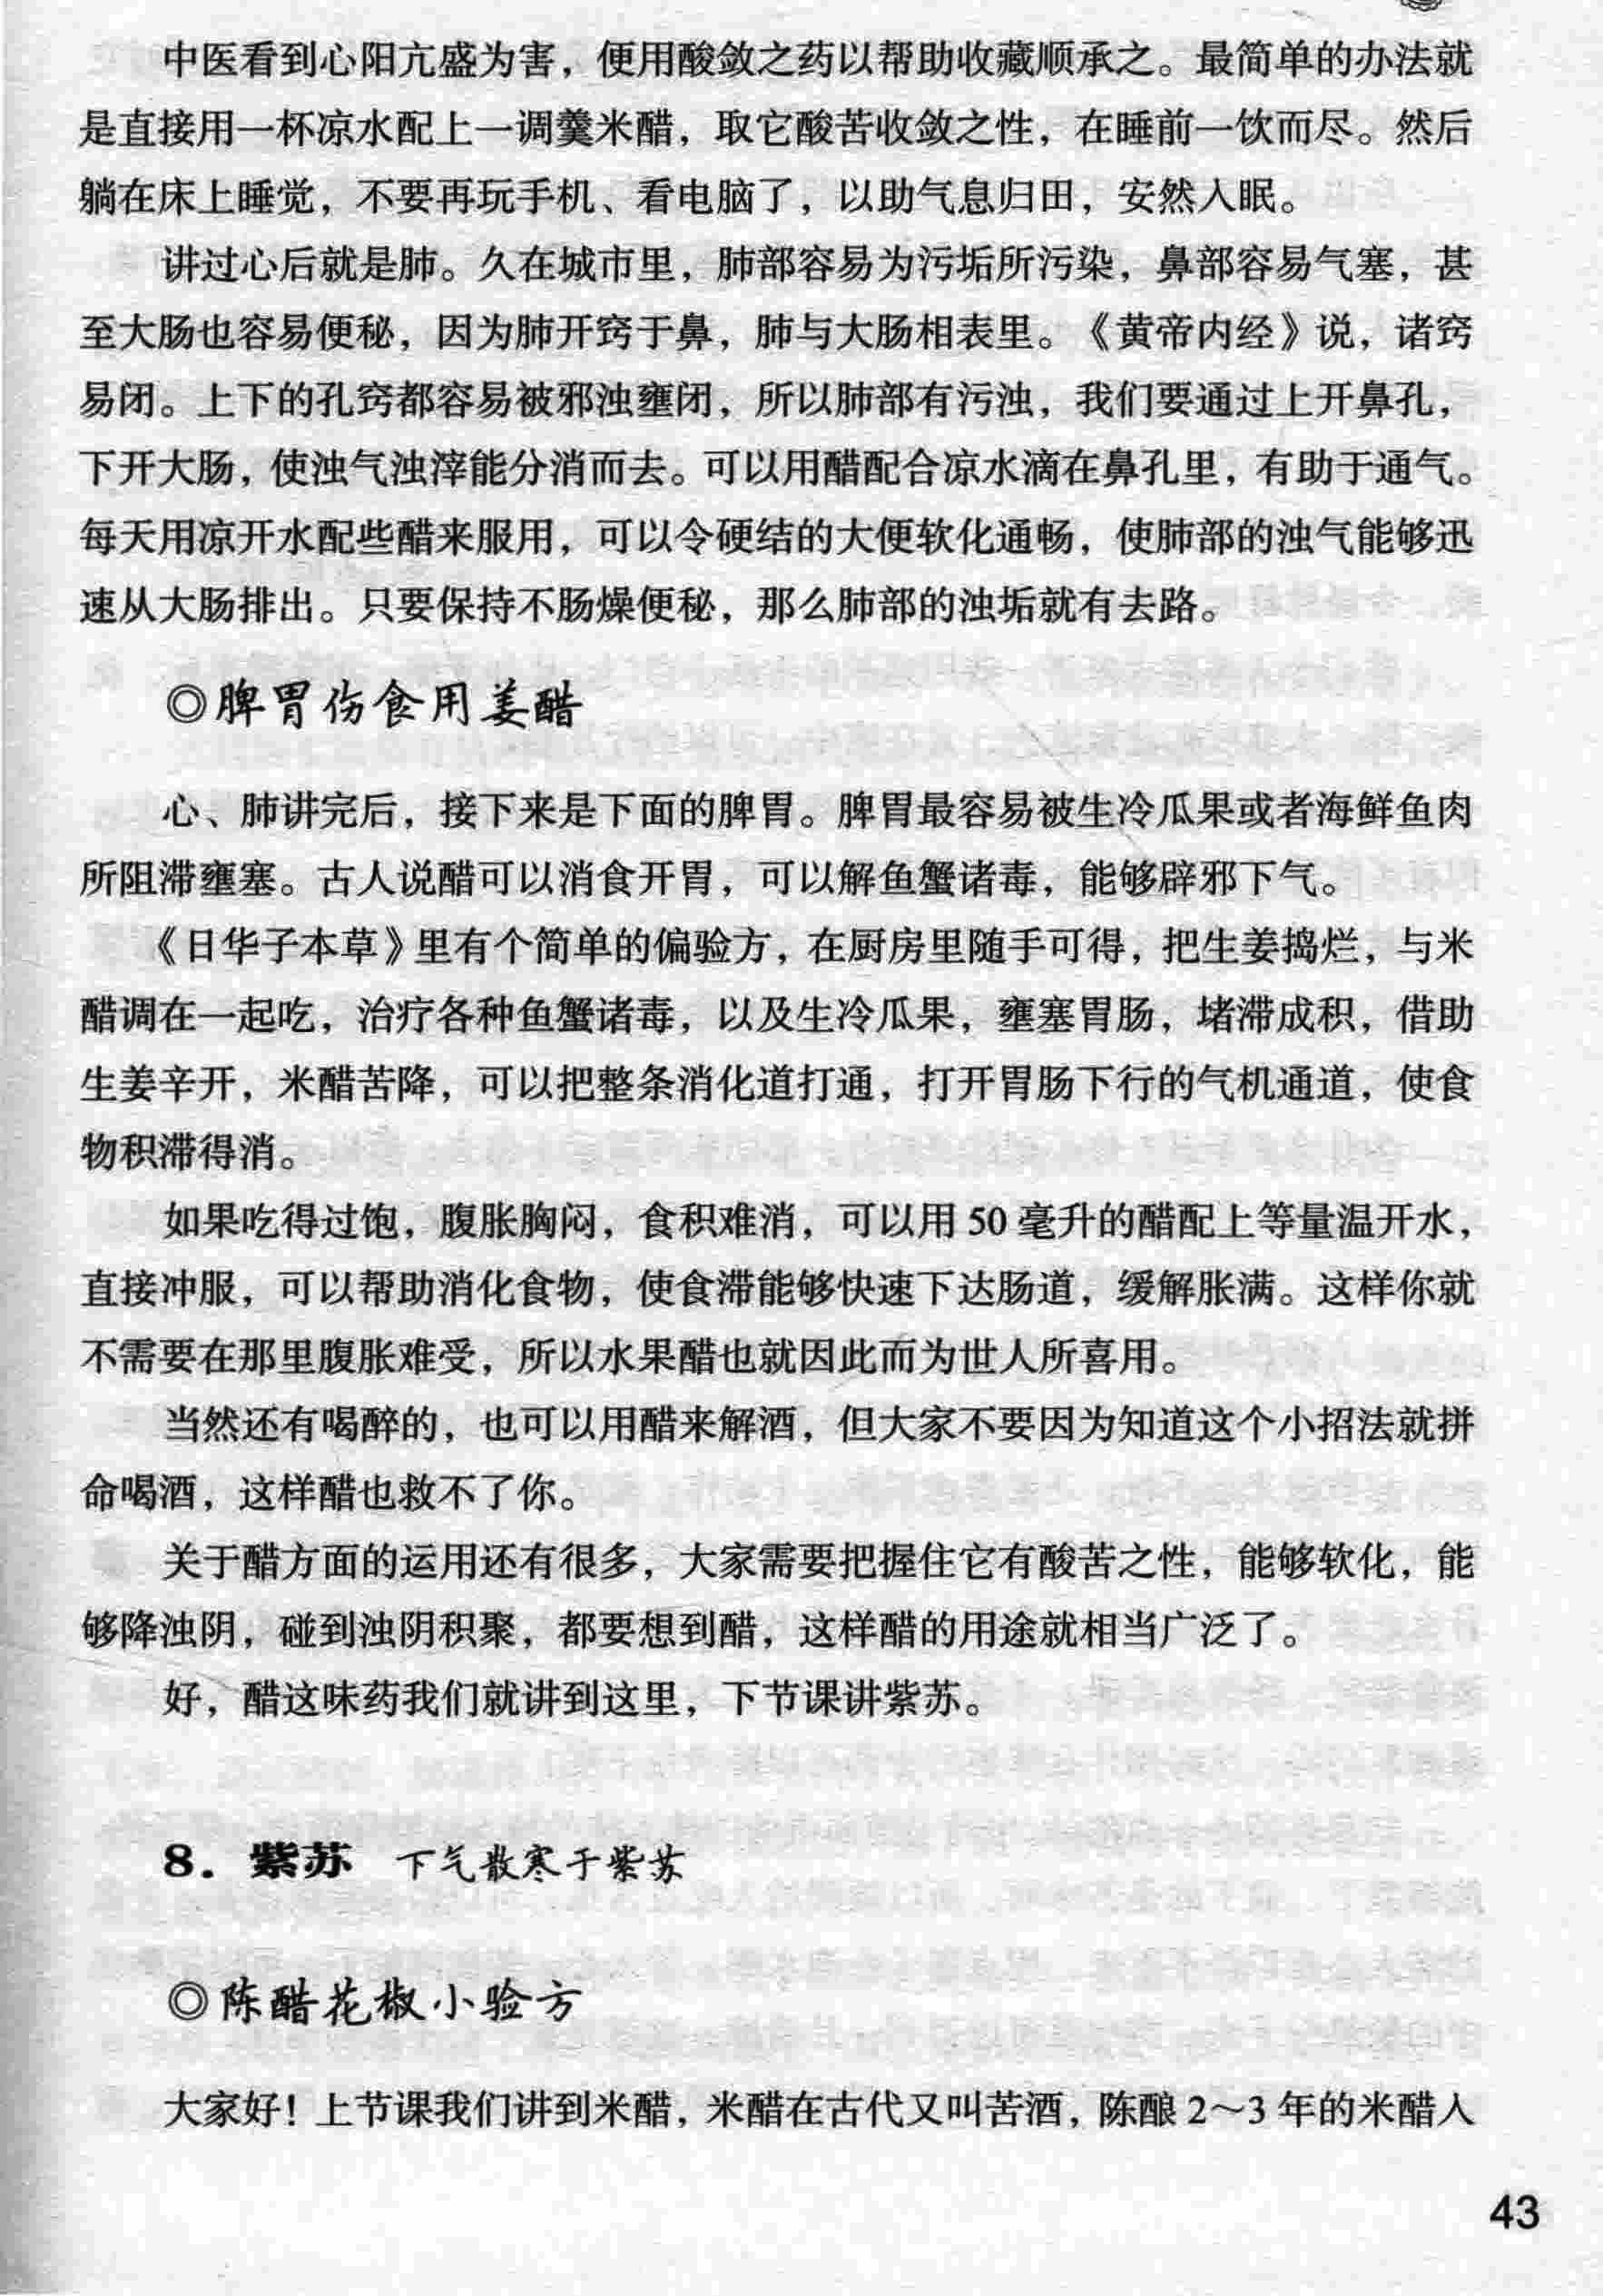 中医看到心阳亢盛为害，便用酸敛之药以帮助收藏顺承之。最简单的办法就
是直接用一杯凉水配上一调羹米醋，取它酸苦收敛之性，在睡前一饮而尽。然后
躺在床上睡觉，不要再玩手机、看电脑了，以助气息归田，安然入眠。
讲过心后就是肺。久在城市里，肺部容易为污垢所污染，鼻部容易气塞，甚
至大肠也容易便秘，因为肺开窍于鼻，肺与大肠相表里。《黄帝内经》说，诸窍
易闭。上下的孔窍都容易被邪浊壅闭，所以肺部有污浊，我们要通过上开鼻孔，
下开大肠，使浊气浊滓能分消而去。可以用醋配合凉水滴在鼻孔里，有助于通气。
每天用凉开水配些醋来服用，可以令硬结的大便软化通畅，使肺部的浊气能够迅
速从大肠排出。只要保持不肠燥便秘，那么肺部的浊垢就有去路。
◎脾胃伤食用姜醋
心、肺讲完后，接下来是下面的脾胃。脾胃最容易被生冷瓜果或者海鲜鱼肉
所阻滞壅塞。古人说醋可以消食开胃，可以解鱼蟹诸毒，能够辟邪下气。
《日华子本草》里有个简单的偏验方，在厨房里随手可得，把生姜捣烂，与米
醋调在一起吃，治疗各种鱼蟹诸毒，以及生冷瓜果，壅塞胃肠，堵滞成积，借助
生姜辛开，米醋苦降，可以把整条消化道打通，打开胃肠下行的气机通道，使食
物积滞得消。
如果吃得过饱，腹胀胸闷，食积难消，可以用 50 毫升的醋配上等量温开水，
直接冲服，可以帮助消化食物，使食滞能够快速下达肠道，缓解胀满。这样你就
不需要在那里腹胀难受，所以水果醋也就因此而为世人所喜用。
当然还有喝醉的，也可以用醋来解酒，但大家不要因为知道这个小招法就拼
命喝酒，这样醋也救不了你。
关于醋方面的运用还有很多，大家需要把握住它有酸苦之性，能够软化，能
够降浊阴，碰到浊阴积聚，都要想到醋，这样醋的用途就相当广泛了。
好，醋这味药我们就讲到这里，下节课讲紫苏。
8. 紫苏 下气散寒于紫苏
◎陈醋花椒小验方
大家好！上节课我们讲到米醋，米醋在古代又叫苦酒，陈酿 2～3 年的米醋入
43